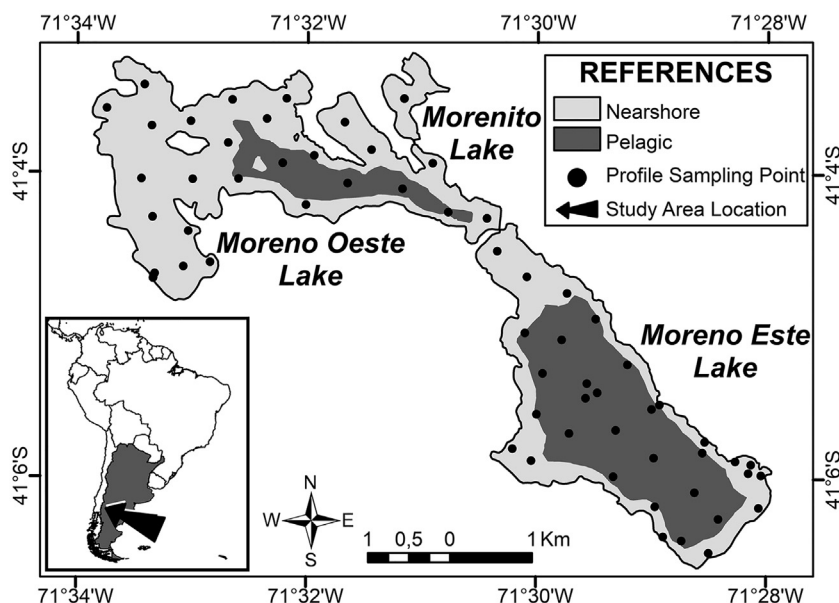 71°34'W 71°32'W 71°30'W 71°28'W
REFERENCES
Nearshore
Pelagic
Profile Sampling Point
Study Area Location
Morenito
Lake
41°4'S 41°4'S
Moreno Oeste
Lake
Moreno Este
Lake
41°6'S 41°6'S
N
W E
S
1 0,5 0 1 Km
71°34'W 71°32'W 71°30'W 71°28'W